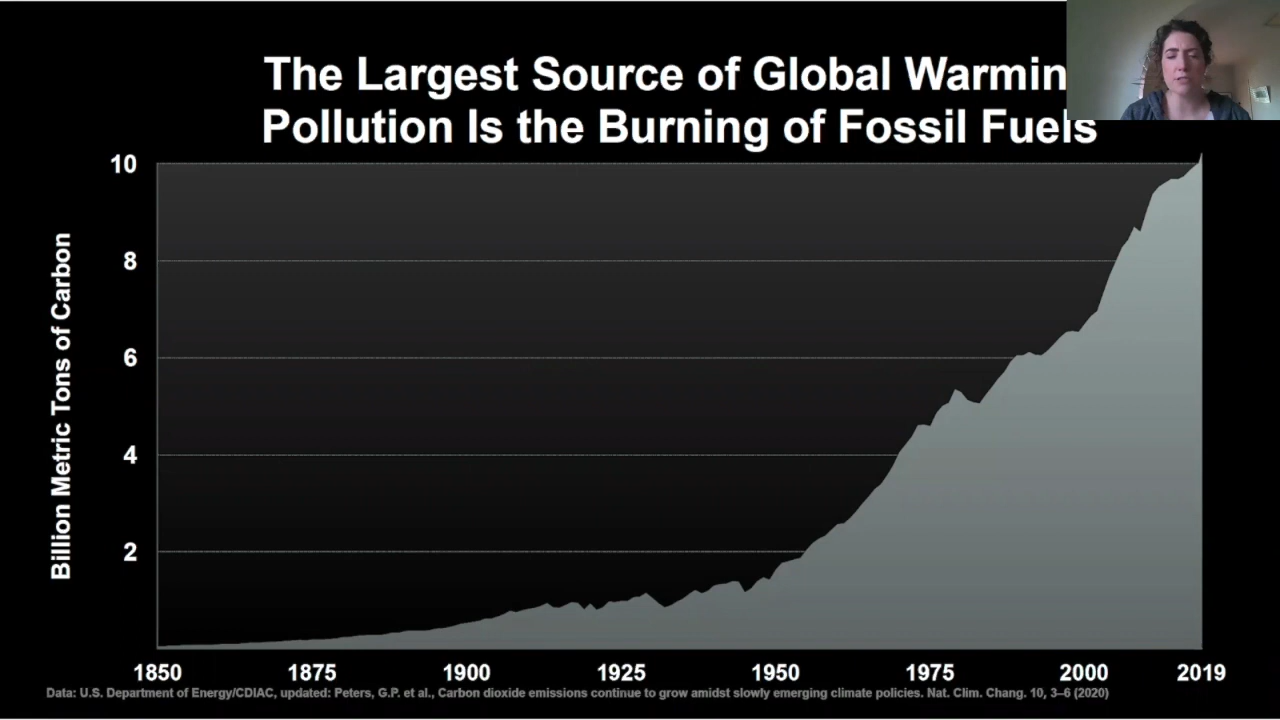 The Largest Source of Global Warmin
Pollution Is the Burning of Fossil Fuels
Billion Metric Tons of Carbon
10
8
6
4
2
1850 1875 1900 1925 1950 1975 2000 2019
Data: U.S. Department of Energy/CDIAC, updated: Peters, G.P. et al., Carbon dioxide emissions continue to grow amidst slowly emerging climate policies. Nat. Clim. Chang. 10, 3–6 (2020)